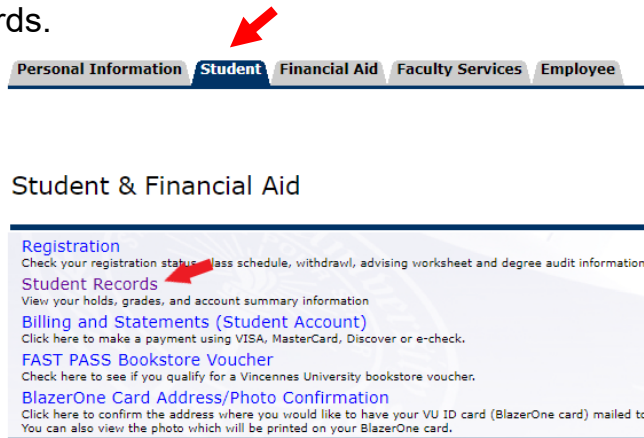 rds.
Personal Information Student Financial Aid Faculty Services Employee
Student & Financial Aid
Registration
Check your registration status, class schedule, withdrawl, advising worksheet and degree audit information
Student Records
View your holds, grades, and account summary information
Billing and Statements (Student Account)
Click here to make a payment using VISA, MasterCard, Discover or e-check.
FAST PASS Bookstore Voucher
Check here to see if you qualify for a Vincennes University bookstore voucher.
BlazerOne Card Address/Photo Confirmation
Click here to confirm the address where you would like to have your VU ID card (BlazerOne card) mailed to
You can also view the photo which will be printed on your BlazerOne card.